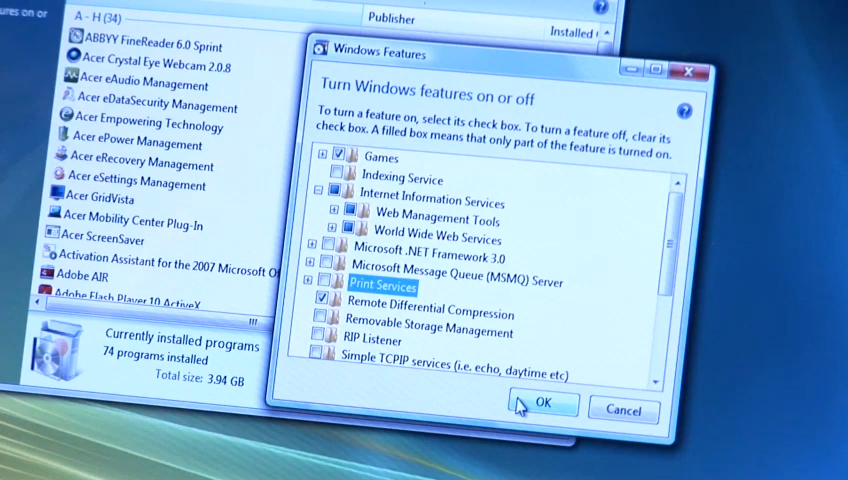 ures on or
Publisher
A - H (34)
Installed
ABBYY FineReader 6.0 Sprint
Acer Crystal Eye Webcam 2.0.8
Acer eAudio Management
Acer eDataSecurity Management
Acer Empowering Technology
Acer ePower Management
Acer eRecovery Management
Acer eSettings Management
Acer GridVista
Acer Mobility Center Plug-In
Acer ScreenSaver
Activation Assistant for the 2007 Microsoft Of
Adobe AIR
Adobe Flash Player 10 ActiveX
Currently installed programs
74 programs installed
Total size: 3.94 GB
Windows Features
Turn Windows features on or off
To turn a feature on, select its check box. To turn a feature off, clear its
check box. A filled box means that only part of the feature is turned on.
Games
Indexing Service
Internet Information Services
Web Management Tools
World Wide Web Services
Microsoft .NET Framework 3.0
Microsoft Message Queue (MSMQ) Server
Print Services
Remote Differential Compression
Removable Storage Management
RIP Listener
Simple TCPIP services (i.e. echo, daytime etc)
OK
Cancel